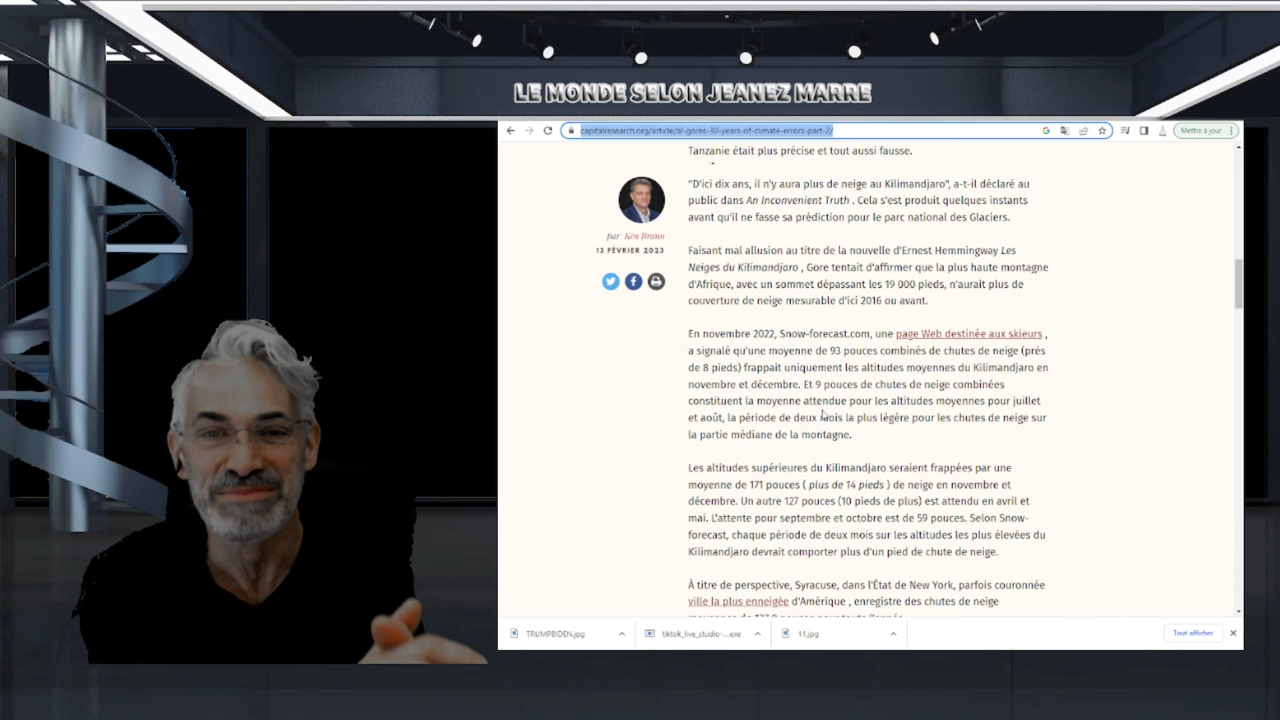 LE MONDE SELON JEANEZ MARRE
capitalresearch.org/article/al-gores-30-years-of-climate-errors-part-2/
Mettre à jour
Tanzanie était plus précise et tout aussi fausse.
"D'ici dix ans, il n'y aura plus de neige au Kilimandjaro", a-t-il déclaré au
public dans An Inconvenient Truth . Cela s'est produit quelques instants
avant qu'il ne fasse sa prédiction pour le parc national des Glaciers.
par Ken Braun
13 FÉVRIER 2023
Faisant mal allusion au titre de la nouvelle d'Ernest Hemmingway Les
Neiges du Kilimandjaro , Gore tentait d'affirmer que la plus haute montagne
d'Afrique, avec un sommet dépassant les 19 000 pieds, n'aurait plus de
couverture de neige mesurable d'ici 2016 ou avant.
En novembre 2022, Snow-forecast.com, une page Web destinée aux skieurs ,
a signalé qu'une moyenne de 93 pouces combinés de chutes de neige (près
de 8 pieds) frappait uniquement les altitudes moyennes du Kilimandjaro en
novembre et décembre. Et 9 pouces de chutes de neige combinées
constituent la moyenne attendue pour les altitudes moyennes pour juillet
et août, la période de deux mois la plus légère pour les chutes de neige sur
la partie médiane de la montagne.
Les altitudes supérieures du Kilimandjaro seraient frappées par une
moyenne de 171 pouces ( plus de 14 pieds ) de neige en novembre et
décembre. Un autre 127 pouces (10 pieds de plus) est attendu en avril et
mai. L'attente pour septembre et octobre est de 59 pouces. Selon Snow-
forecast, chaque période de deux mois sur les altitudes les plus élevées du
Kilimandjaro devrait comporter plus d'un pied de chute de neige.
À titre de perspective, Syracuse, dans l'État de New York, parfois couronnée
ville la plus enneigée d'Amérique , enregistre des chutes de neige
TRUMPBIDEN.jpg
tiktok_live_studio-....exe
11.jpg
Tout afficher